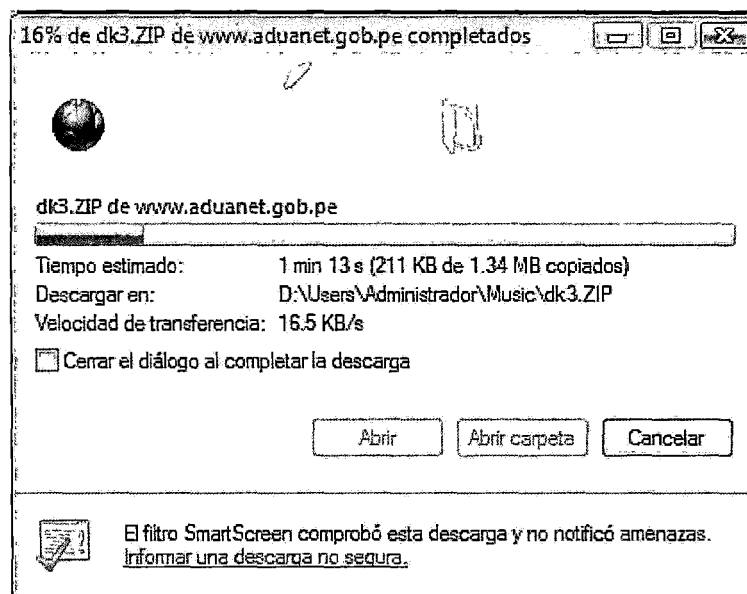 16% de dk3.ZIP de www.aduanet.gob.pe completados
dk3.ZIP de www.aduanet.gob.pe
Tiempo estimado: 1 min 13 s (211 KB de 1.34 MB copiados)
Descargar en: D:\Users\Administrador\Music\dk3.ZIP
Velocidad de transferencia: 16.5 KB/s
Cerrar el diálogo al completar la descarga
Abrir Abrir carpeta Cancelar
El filtro SmartScreen comprobó esta descarga y no notificó amenazas.
Informar una descarga no segura.